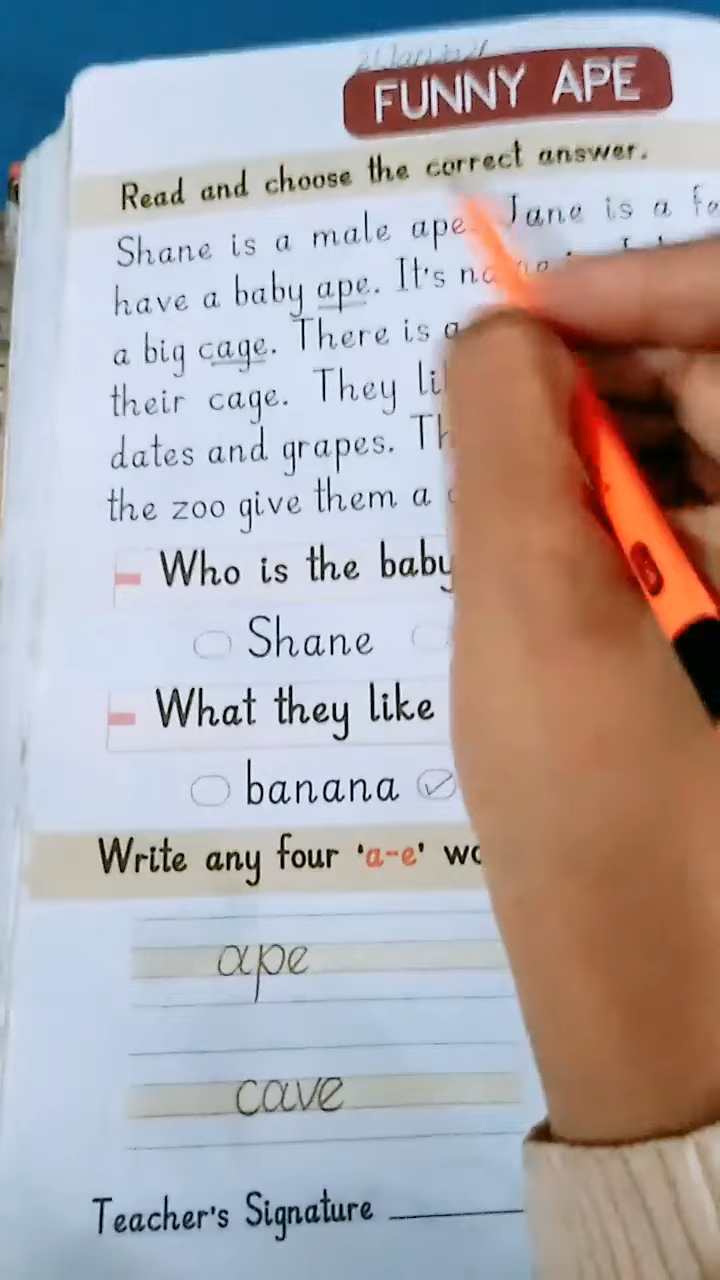 FUNNY APE
Read and choose the correct answer.
Shane is a male ape. Jane is a
have a baby ape. It's
a big cage. There is a
their cage. They
dates and grapes.
the zoo give them a
Who is the baby
Shane
What they like
banana
Write any four 'a-e'
ape
cave
Teacher's Signature